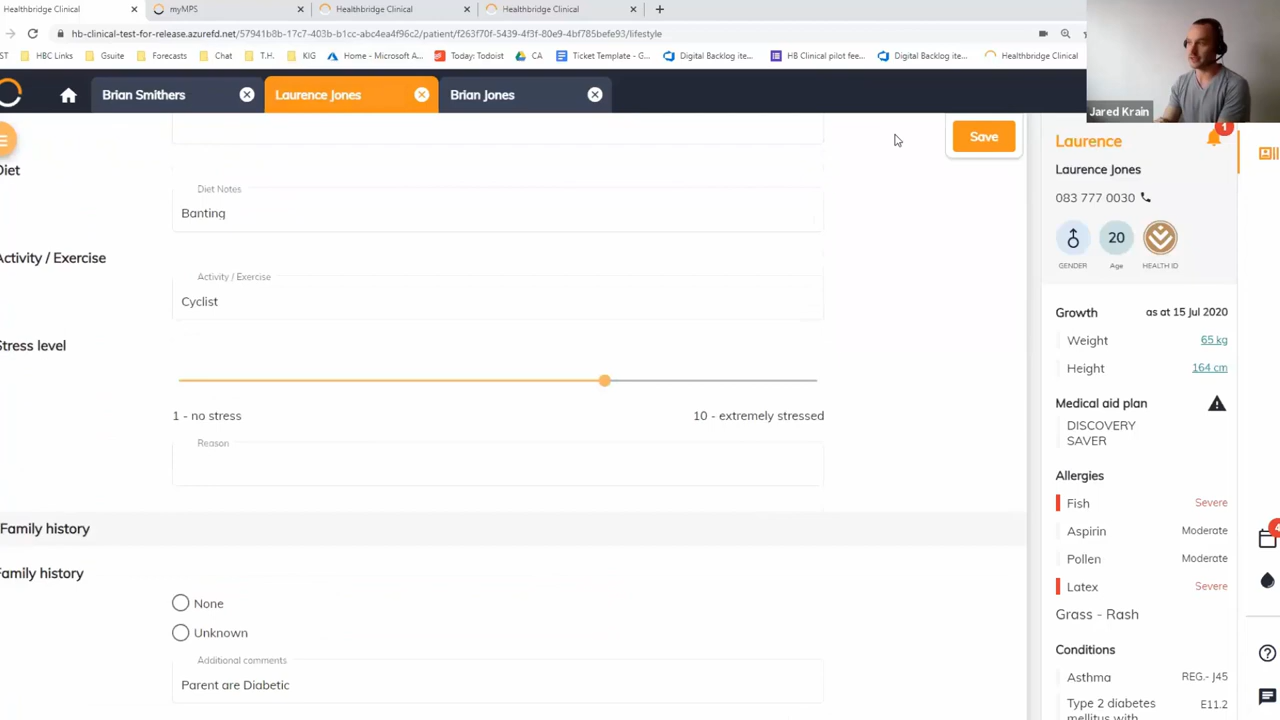 Healthbridge Clinical
myMPS
Healthbridge Clinical
Healthbridge Clinical
hb-clinical-test-for-release.azurefd.net/57941b8b-17c7-403b-b1cc-abc4ea4f96c2/patient/f263f70f-5439-4f3f-80e9-4bf785befe93/lifestyle
ST HBC Links Gsuite Forecasts Chat T.H. KIG Home - Microsoft A... Today: Todoist CA Ticket Template - G... Digital Backlog ite... HB Clinical pilot fee... Digital Backlog ite... Healthbridge Clinical
Jared Krain
Brian Smithers
Laurence Jones
Brian Jones
Save
Diet
Diet Notes
Banting
Activity / Exercise
Activity / Exercise
Cyclist
Stress level
1 - no stress 10 - extremely stressed
Reason
Family history
Family history
None
Unknown
Additional comments
Parent are Diabetic
Laurence
1
Laurence Jones
083 777 0030
20
GENDER Age HEALTH ID
Growth as at 15 Jul 2020
Weight 65 kg
Height 164 cm
Medical aid plan
DISCOVERY
SAVER
Allergies
Fish Severe
Aspirin Moderate
Pollen Moderate
Latex Severe
Grass - Rash
Conditions
Asthma REG.- J45
Type 2 diabetes E11.2
mellitus with
4